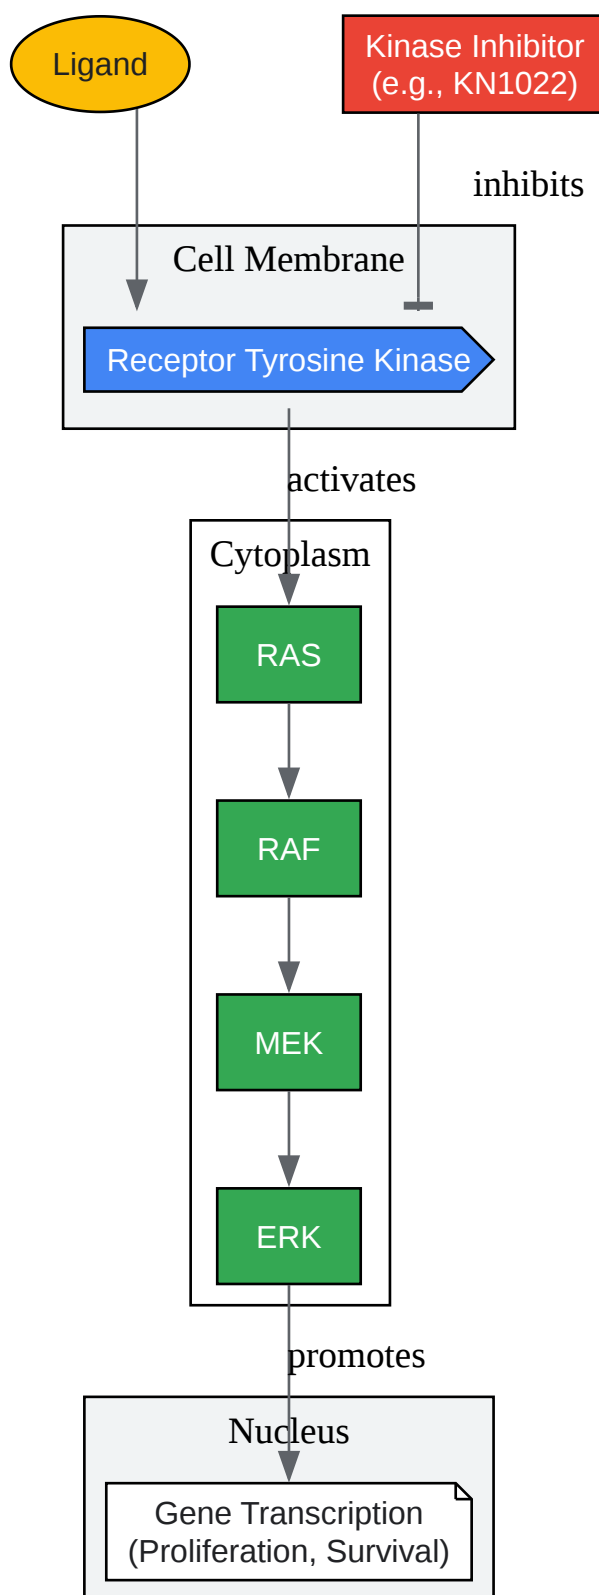 Ligand
Kinase Inhibitor
(e.g., KN1022)
inhibits
Cell Membrane
Receptor Tyrosine Kinase
activates
Cytoplasm
RAS
RAF
MEK
ERK
promotes
Nucleus
Gene Transcription
(Proliferation, Survival)